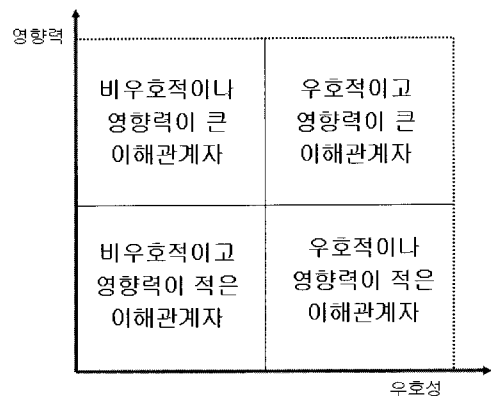 영향력
비우호적이나
영향력이 큰
이해관계자
우호적이고
영향력이 큰
이해관계자
비우호적이고
영향력이 적은
이해관계자
우호적이나
영향력이 적은
이해관계자
우호성